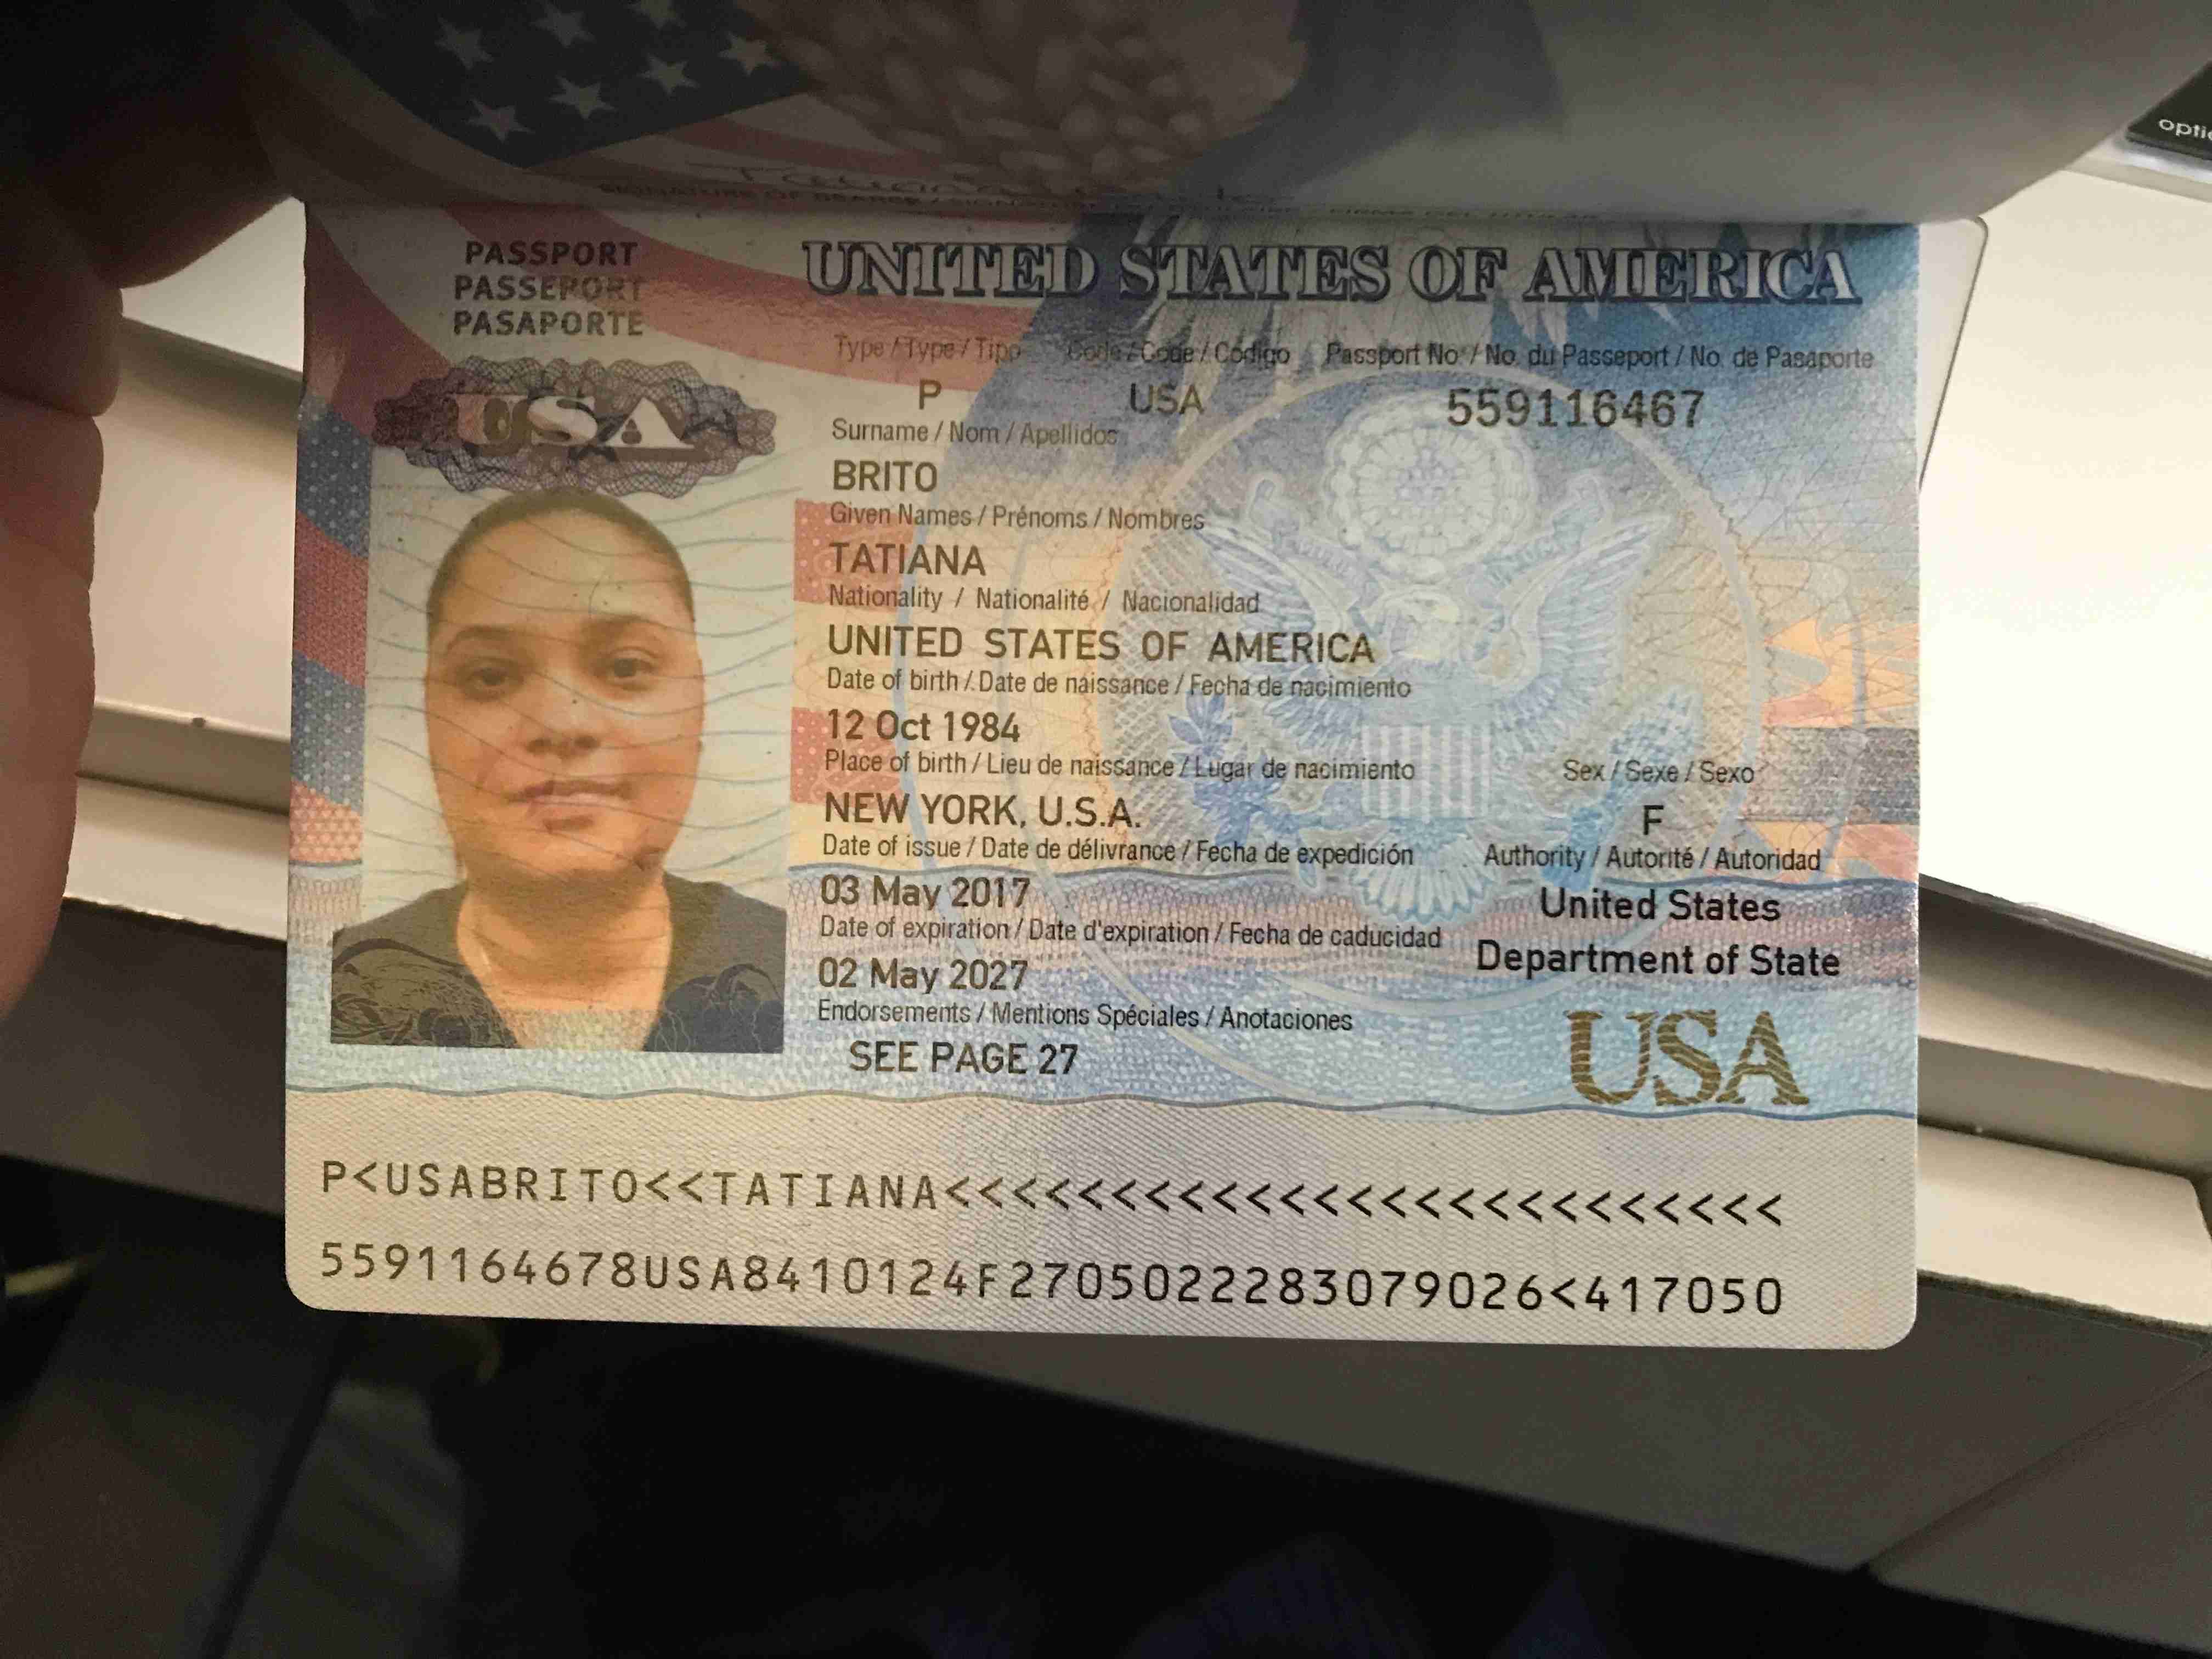 opti
PASSPORT
PASSEPORT
PASAPORTE
USA
UNITED STATES OF AMERICA
Type / Type / Tipo Code / Code / Código Passport No. / No. du Passeport / No. de Pasaporte
P USA 559116467
Surname / Nom / Apellidos
BRITO
Given Names / Prénoms / Nombres
TATIANA
Nationality / Nationalité / Nacionalidad
UNITED STATES OF AMERICA
Date of birth / Date de naissance / Fecha de nacimiento
12 Oct 1984
Place of birth / Lieu de naissance / Lugar de nacimiento Sex / Sexe / Sexo
NEW YORK, U.S.A. F
Date of issue / Date de délivrance / Fecha de expedición Authority / Autorité / Autoridad
03 May 2017 United States
Date of expiration / Date d'expiration / Fecha de caducidad Department of State
02 May 2027
Endorsements / Mentions Spéciales / Anotaciones
SEE PAGE 27
USA
P<USABRITO<<TATIANA<<<<<<<<<<<<<<<<<<<<<<<<<
5591164678USA8410124F2705022283079026<417050